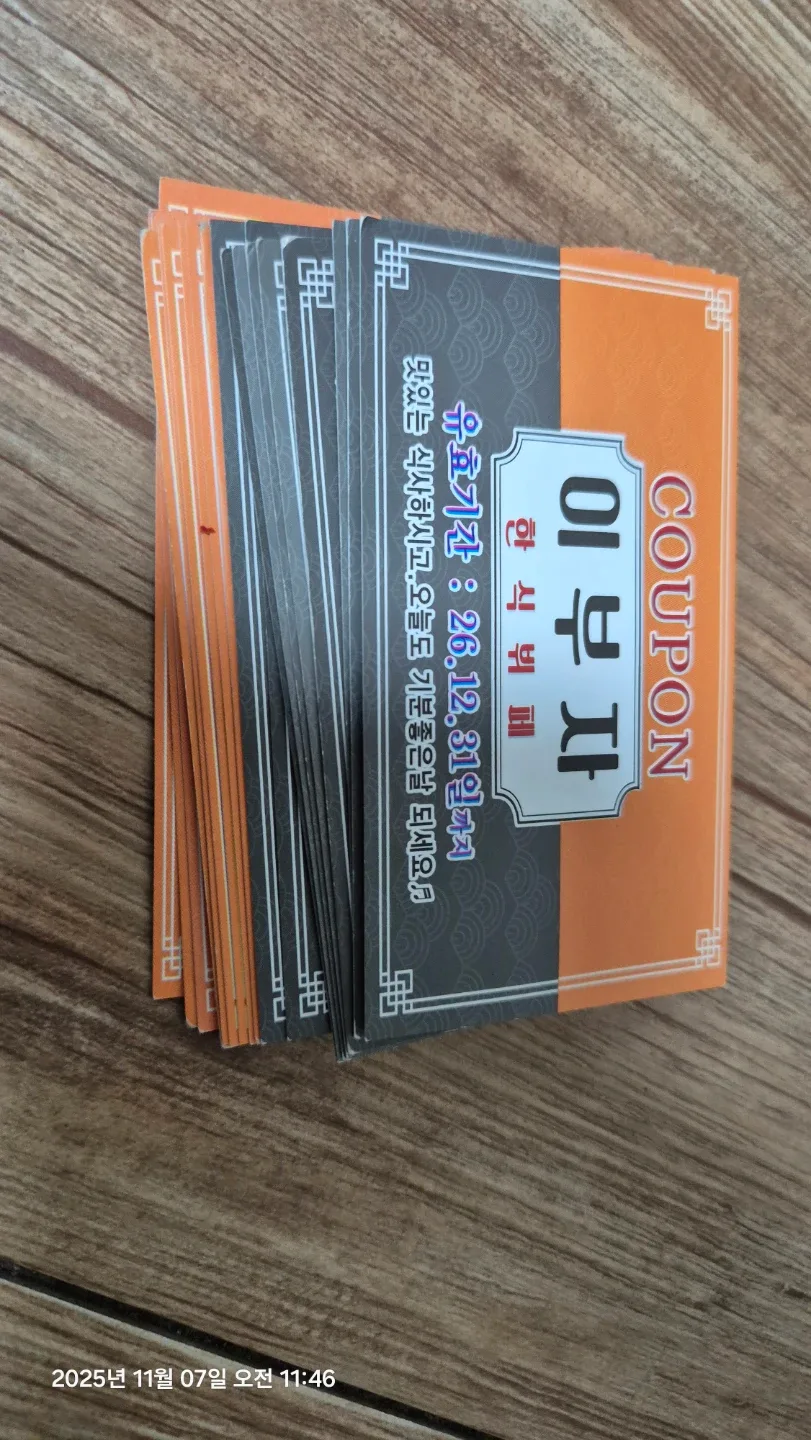 COUPON
이부자
한식뷔페
유효기간 : 26.12.31일까지
맛있는 식사하시고,오늘도 기분좋은날 되세요♬
2025년 11월 07일 오전 11:46